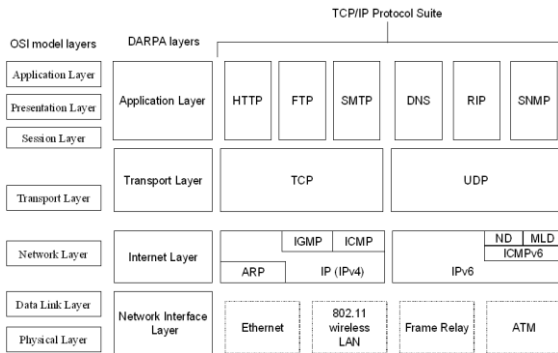 TCP/IP Protocol Suite
OSI model layers
DARPA layers
Application Layer
Presentation Layer
Session Layer
Application Layer
HTTP
FTP
SMTP
DNS
RIP
SNMP
Transport Layer
Transport Layer
TCP
UDP
Network Layer
Internet Layer
IGMP
ICMP
ARP
IP (IPv4)
IPv6
ND
MLD
ICMPv6
Data Link Layer
Physical Layer
Network Interface
Layer
Ethernet
802.11
wireless
LAN
Frame Relay
ATM